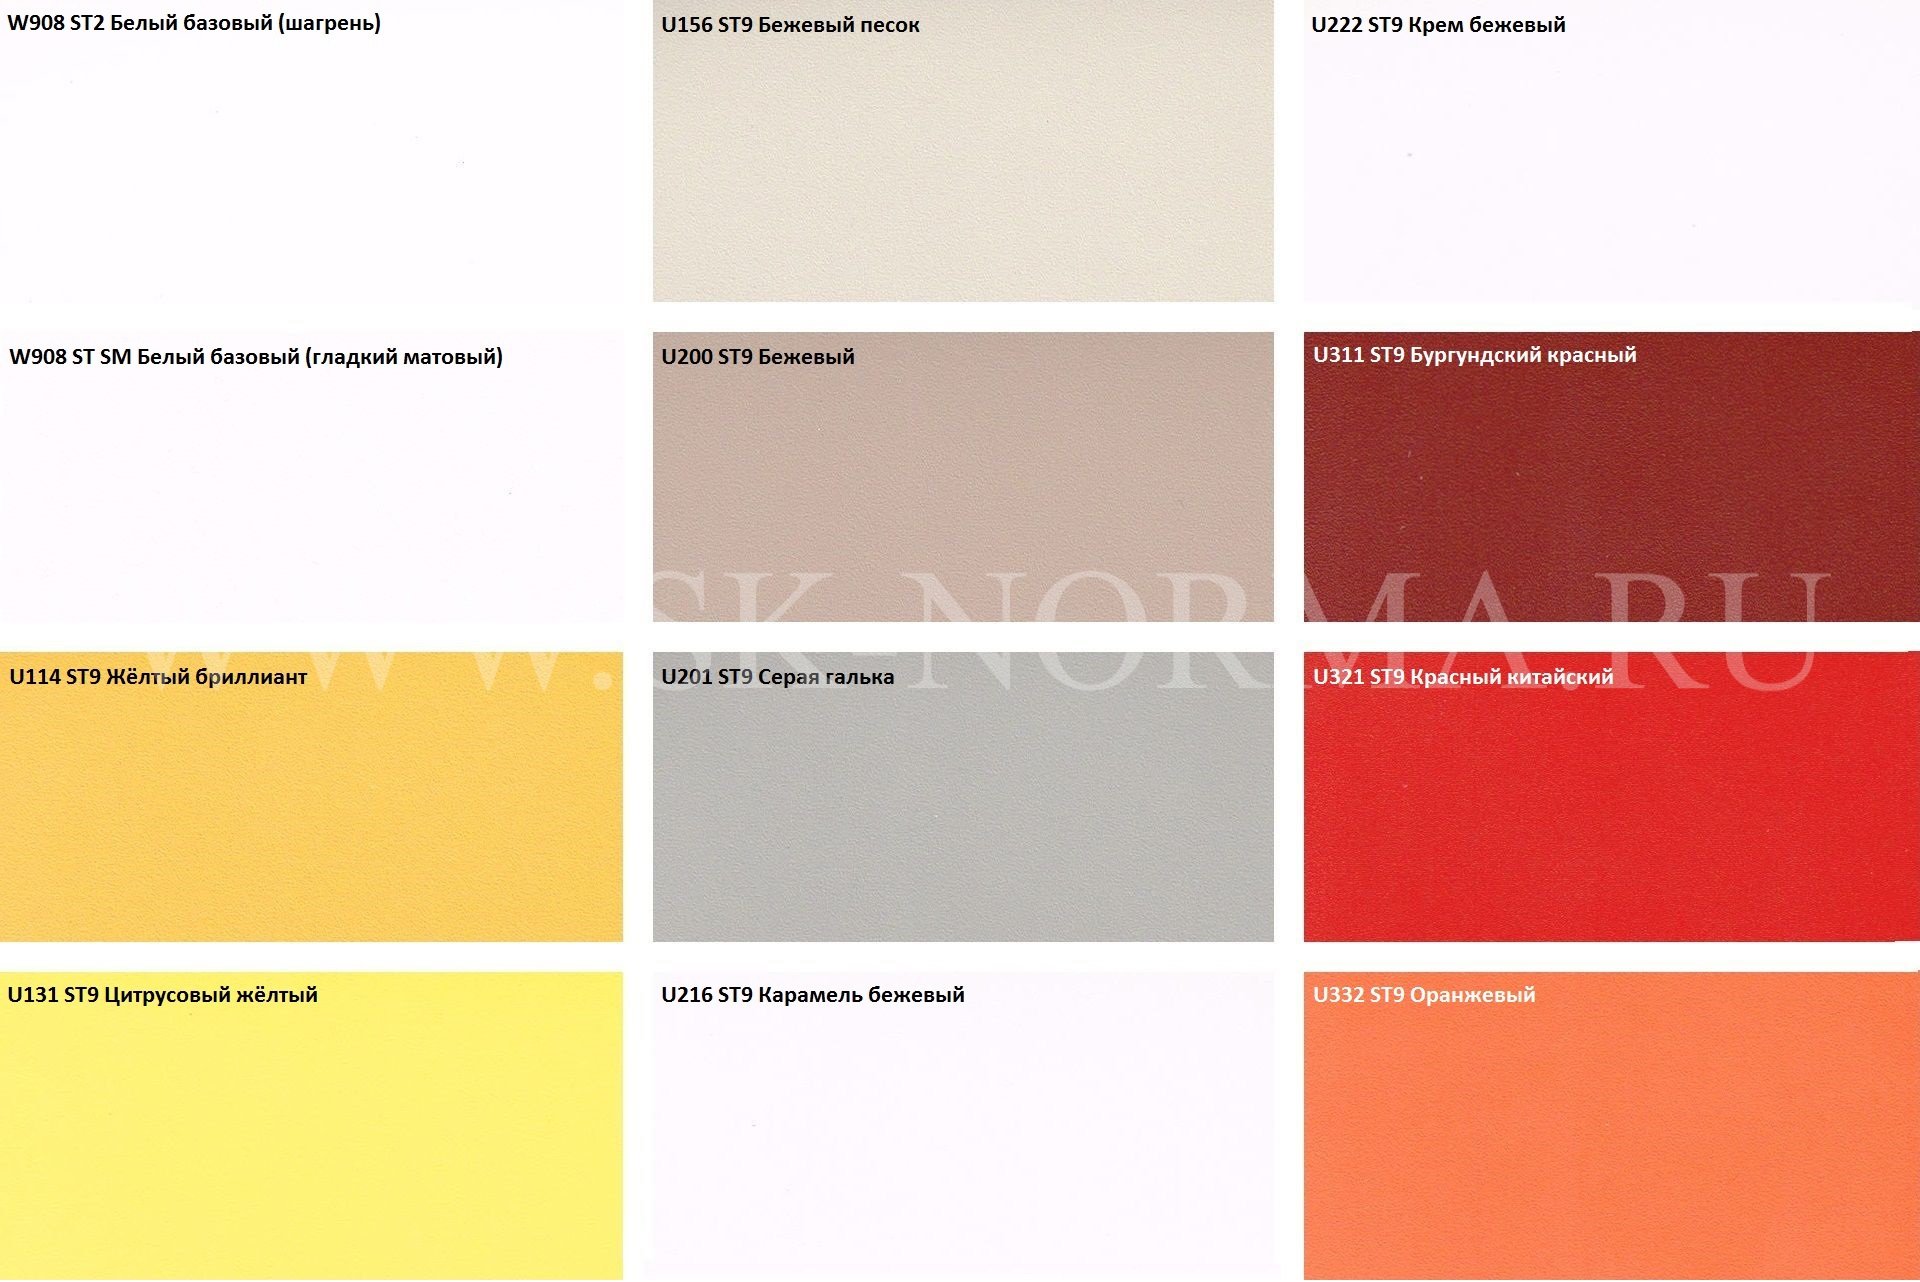 W908 ST2 Белый базовый (шагрень)
U156 ST9 Бежевый песок
U222 ST9 Крем бежевый
W908 ST SM Белый базовый (гладкий матовый)
U200 ST9 Бежевый
U311 ST9 Бургундский красный
WWW.SK-NORMA.RU
U114 ST9 Жёлтый бриллиант
U201 ST9 Серая галька
U321 ST9 Красный китайский
U131 ST9 Цитрусовый жёлтый
U216 ST9 Карамель бежевый
U332 ST9 Оранжевый